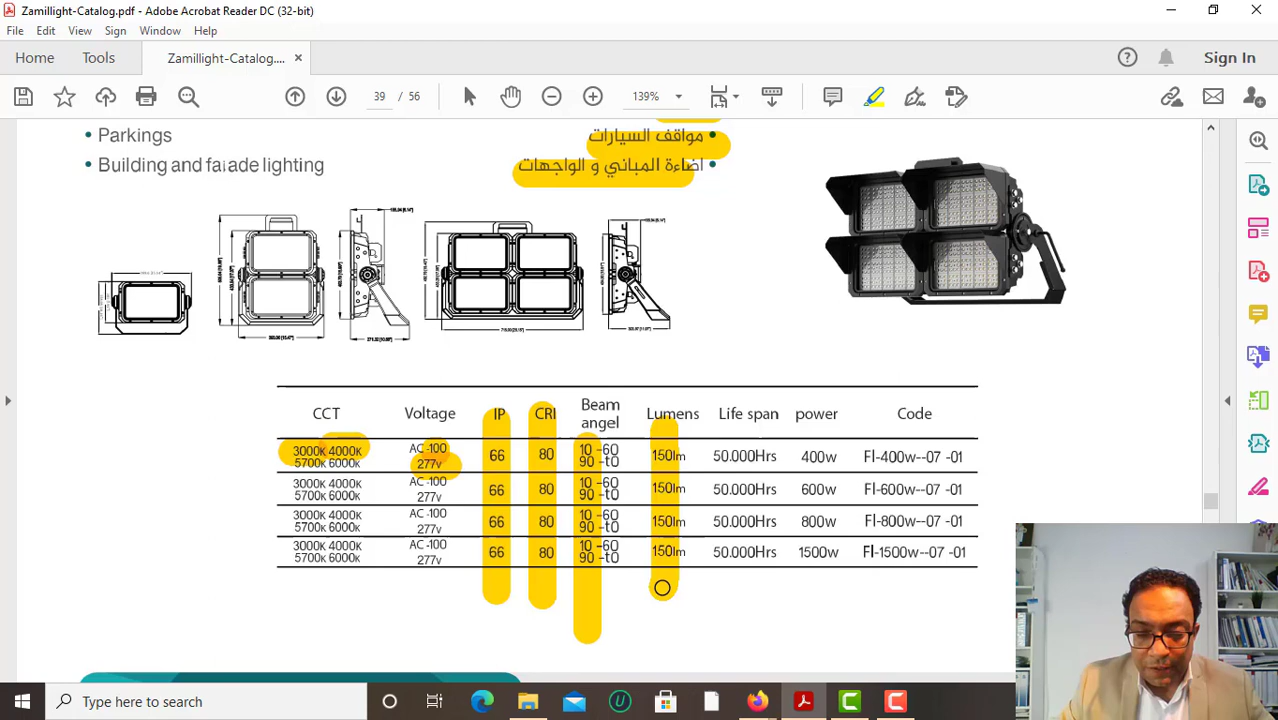 Zamillight-Catalog.pdf - Adobe Acrobat Reader DC (32-bit)
File Edit View Sign Window Help
Home Tools Zamillight-Catalog.... × Sign In
39 / 56 139%
• Parkings
• مواقف السيارات
• Building and faiade lighting
• اضاءة المباني و الواجهات
CCT Voltage IP CRI Beam angel Lumens Life span power Code
3000K 4000K AC -100 66 80 10 -60 150lm 50.000Hrs 400w Fl-400w--07 -01
5700K 6000K 277v 90 -t0
3000K 4000K AC -100 66 80 10 -60 150lm 50.000Hrs 600w Fl-600w--07 -01
5700K 6000K 277v 90 -t0
3000K 4000K AC -100 66 80 10 -60 150lm 50.000Hrs 800w Fl-800w--07 -01
5700K 6000K 277v 90 -t0
3000K 4000K AC -100 66 80 10 -60 150lm 50.000Hrs 1500w Fl-1500w--07 -01
5700K 6000K 277v 90 -t0
Type here to search